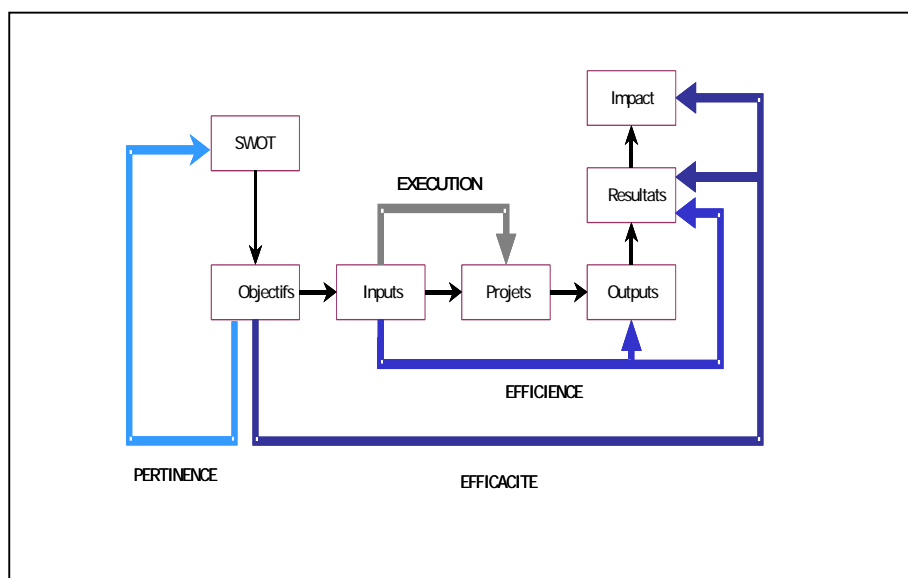 Impact
SWOT
EXECUTION
Resultats
Objectifs
Inputs
Projets
Outputs
EFFICIENCE
PERTINENCE
EFFICACITE